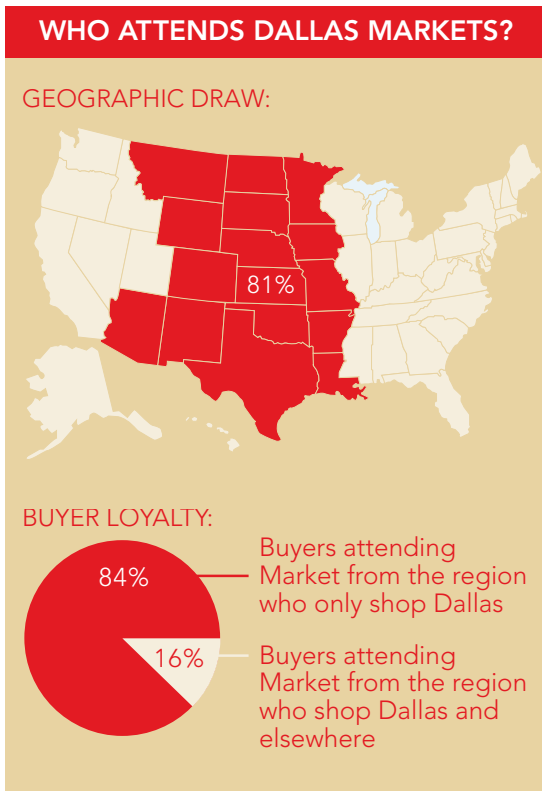 WHO ATTENDS DALLAS MARKETS?
GEOGRAPHIC DRAW:
81%
BUYER LOYALTY:
84%
Buyers attending
Market from the region
who only shop Dallas
16%
Buyers attending
Market from the region
who shop Dallas and
elsewhere